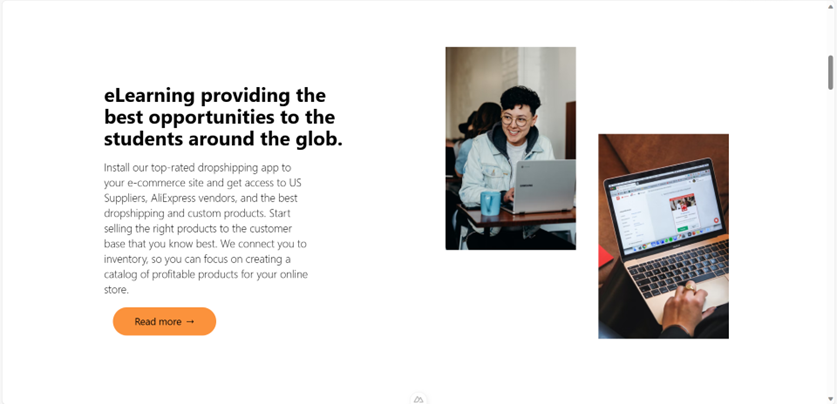 eLearning providing the
best opportunities to the
students around the glob.
Install our top-rated dropshipping app to
your e-commerce site and get access to US
Suppliers, AliExpress vendors, and the best
dropshipping and custom products. Start
selling the right products to the customer
base that you know best. We connect you to
inventory, so you can focus on creating a
catalog of profitable products for your online
store.
Read more →